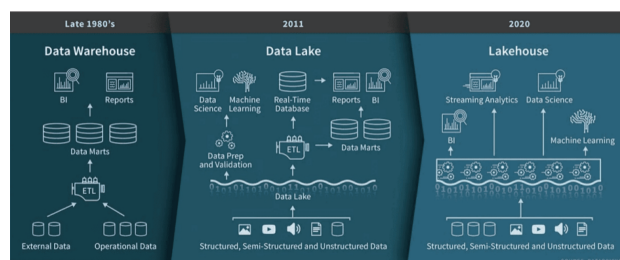 Late 1980's
2011
2020
Data Warehouse
BI
Reports
Data Marts
ETL
External Data
Operational Data
Data Lake
Data
Science
Machine
Learning
Real-Time
Database
Reports
BI
Data Prep
and Validation
ETL
Data Marts
Data Lake
Structured, Semi-Structured and Unstructured Data
Lakehouse
Streaming Analytics
Data Science
BI
Machine Learning
Structured, Semi-Structured and Unstructured Data